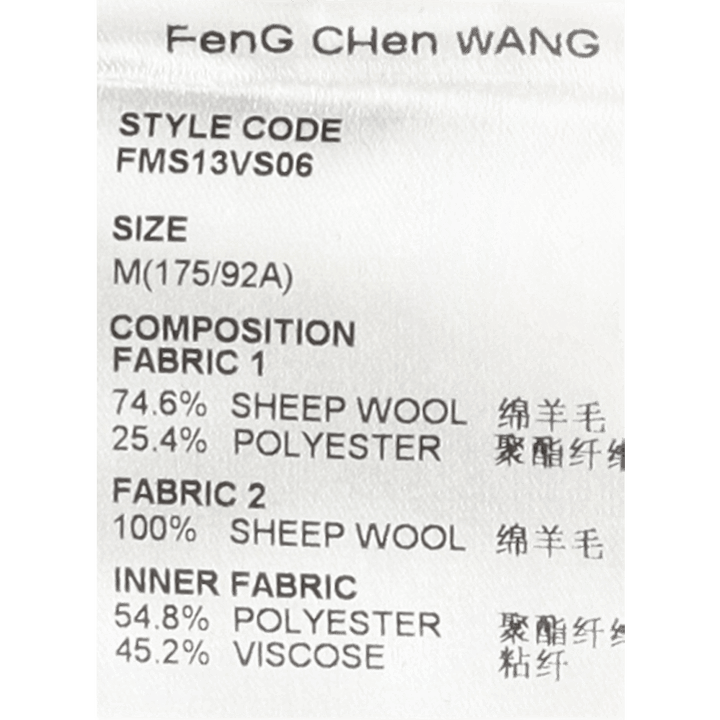 FenG CHen WANG
STYLE CODE
FMS13VS06
SIZE
M(175/92A)
COMPOSITION
FABRIC 1
74.6% SHEEP WOOL 绵羊毛
25.4% POLYESTER 聚酯纤维
FABRIC 2
100% SHEEP WOOL 绵羊毛
INNER FABRIC
54.8% POLYESTER 聚酯纤
45.2% VISCOSE 粘纤